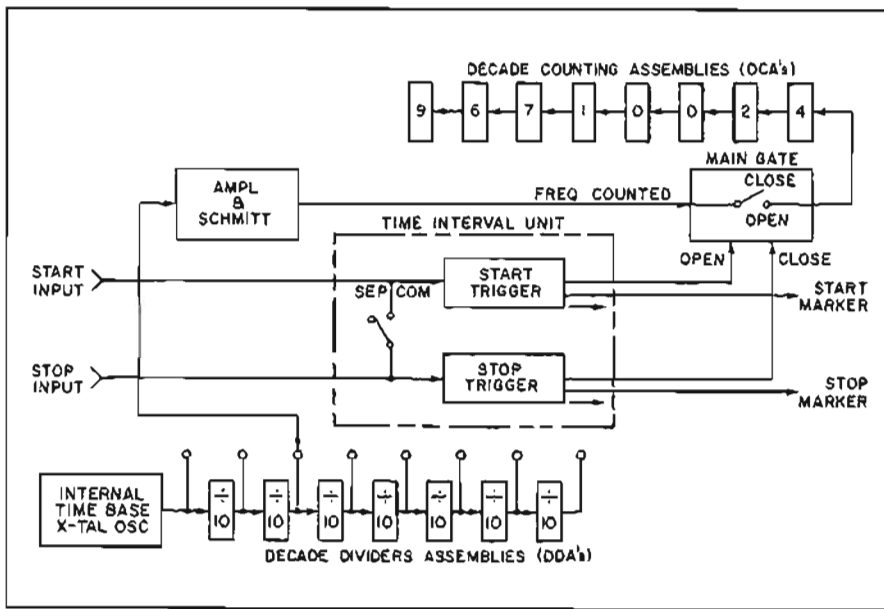 DECADE COUNTING ASSEMBLIES (DCA's)
9 6 7 1 0 0 2 4
MAIN GATE
CLOSE
OPEN
AMPL
&
SCHMITT
FREQ COUNTED
TIME INTERVAL UNIT
OPEN
CLOSE
START
INPUT
SEP
COM
START
TRIGGER
START
MARKER
STOP
INPUT
STOP
TRIGGER
STOP
MARKER
INTERNAL
TIME BASE
X-TAL OSC
÷ ÷ ÷ ÷ ÷ ÷ ÷
10 10 10 10 10 10 10
DECADE DIVIDERS ASSEMBLIES (DDA's)